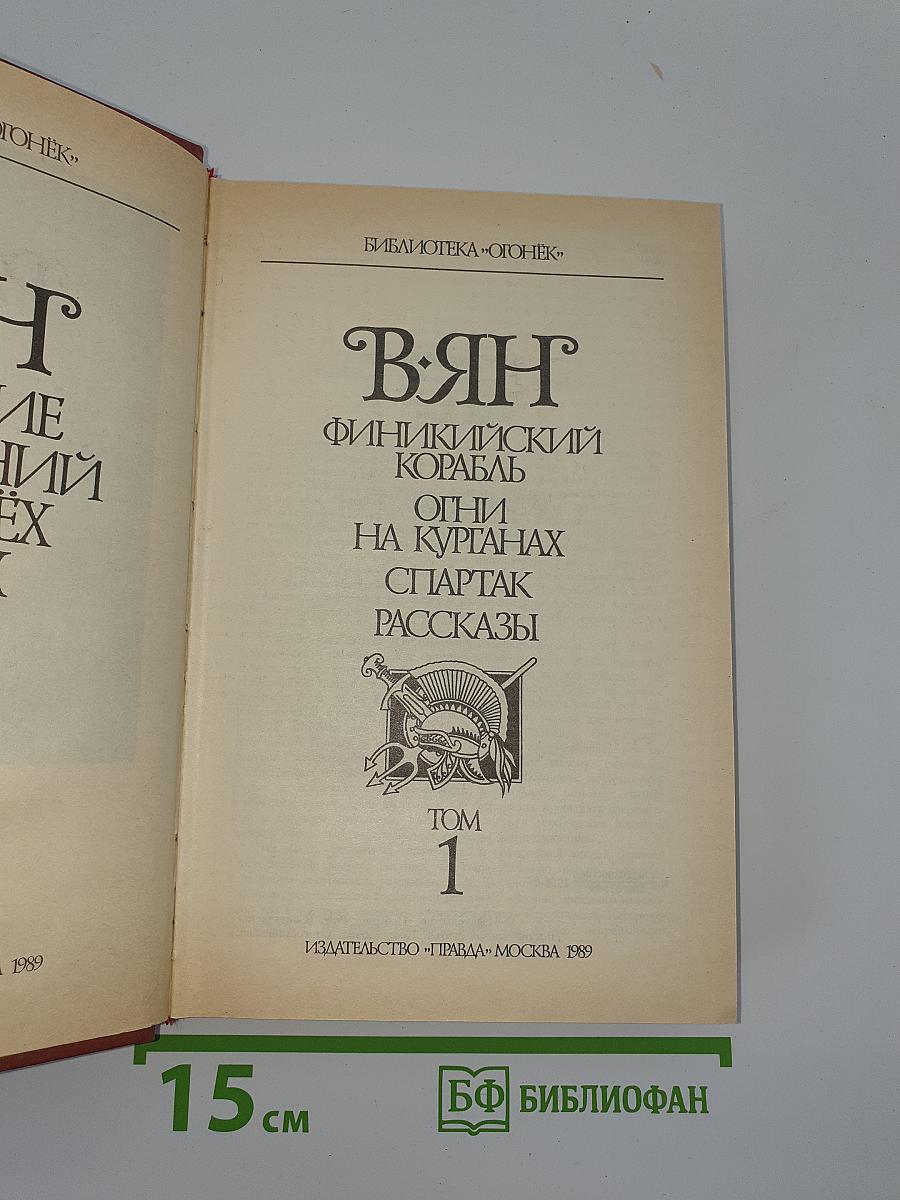 ОГОНЁК„
1989
БИБЛИОТЕКА „ОГОНЁК„
В·ЯН
ФИНИКИЙСКИЙ
КОРАБЛЬ
ОГНИ
НА КУРГАНАХ
СПАРТАК
РАССКАЗЫ
ТОМ
1
ИЗДАТЕЛЬСТВО „ПРАВДА„ МОСКВА 1989
15 см
БФ БИБЛИОФАН